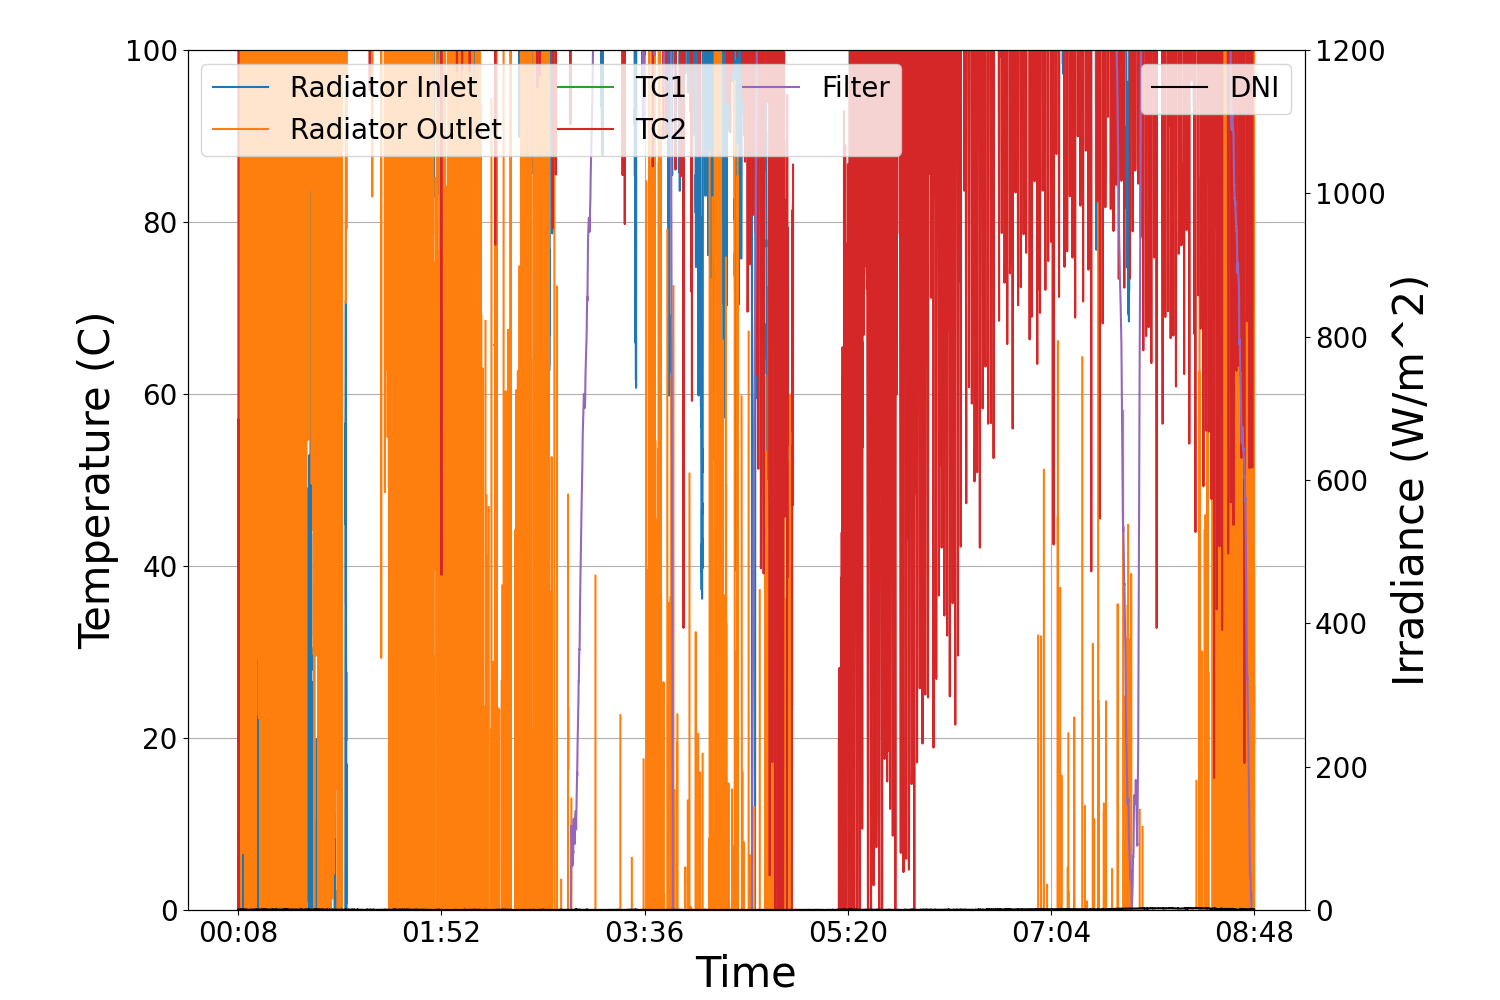 Radiator Inlet
Radiator Outlet
TC1
TC2
Filter
DNI
Temperature (C)
100
80
60
40
20
0
1200
1000
800
600
400
200
0
Irradiance (W/m^2)
00:08 01:52 03:36 05:20 07:04 08:48
Time